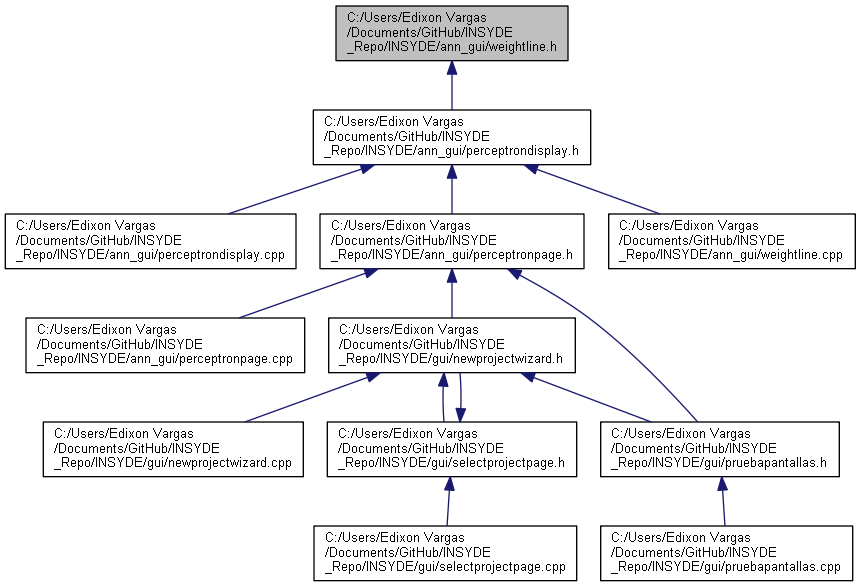 C:/Users/Edixon Vargas
/Documents/GitHub/INSYDE
_Repo/INSYDE/ann_gui/weightline.h
C:/Users/Edixon Vargas
/Documents/GitHub/INSYDE
_Repo/INSYDE/ann_gui/perceptrondisplay.h
C:/Users/Edixon Vargas
/Documents/GitHub/INSYDE
_Repo/INSYDE/ann_gui/perceptrondisplay.cpp
C:/Users/Edixon Vargas
/Documents/GitHub/INSYDE
_Repo/INSYDE/ann_gui/perceptronpage.h
C:/Users/Edixon Vargas
/Documents/GitHub/INSYDE
_Repo/INSYDE/ann_gui/weightline.cpp
C:/Users/Edixon Vargas
/Documents/GitHub/INSYDE
_Repo/INSYDE/ann_gui/perceptronpage.cpp
C:/Users/Edixon Vargas
/Documents/GitHub/INSYDE
_Repo/INSYDE/gui/newprojectwizard.h
C:/Users/Edixon Vargas
/Documents/GitHub/INSYDE
_Repo/INSYDE/gui/newprojectwizard.cpp
C:/Users/Edixon Vargas
/Documents/GitHub/INSYDE
_Repo/INSYDE/gui/selectprojectpage.h
C:/Users/Edixon Vargas
/Documents/GitHub/INSYDE
_Repo/INSYDE/gui/pruebapantallas.h
C:/Users/Edixon Vargas
/Documents/GitHub/INSYDE
_Repo/INSYDE/gui/selectprojectpage.cpp
C:/Users/Edixon Vargas
/Documents/GitHub/INSYDE
_Repo/INSYDE/gui/pruebapantallas.cpp